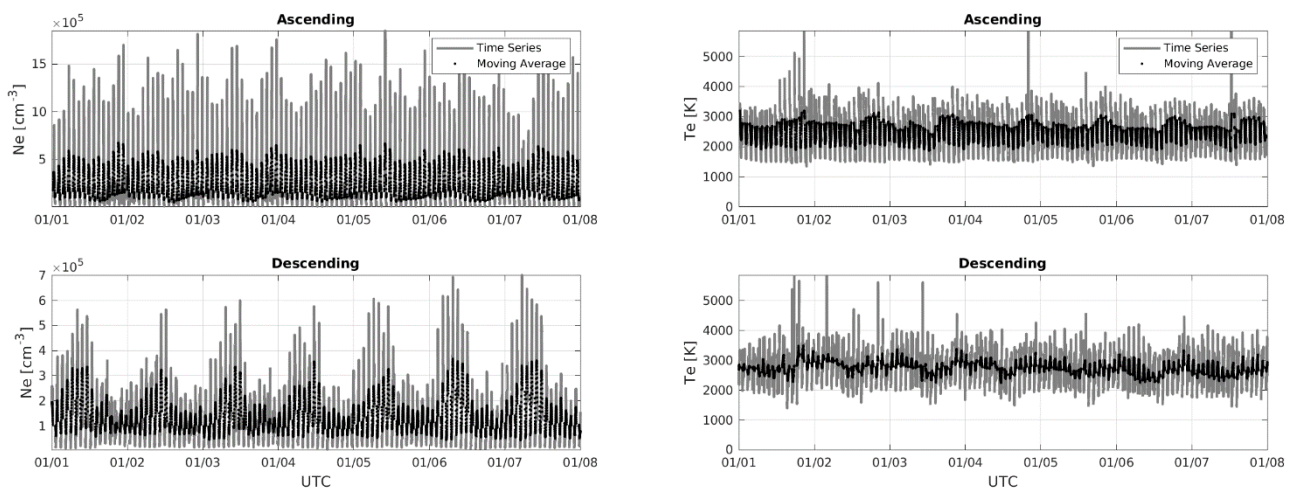 Ascending
×10⁵
Ne [cm⁻³]
15
10
5
Time Series
Moving Average
01/01 01/02 01/03 01/04 01/05 01/06 01/07 01/08
Ascending
Te [K]
5000
4000
3000
2000
1000
0
Time Series
Moving Average
01/01 01/02 01/03 01/04 01/05 01/06 01/07 01/08
Descending
×10⁵
Ne [cm⁻³]
7
6
5
4
3
2
1
01/01 01/02 01/03 01/04 01/05 01/06 01/07 01/08
UTC
Descending
Te [K]
5000
4000
3000
2000
1000
0
01/01 01/02 01/03 01/04 01/05 01/06 01/07 01/08
UTC